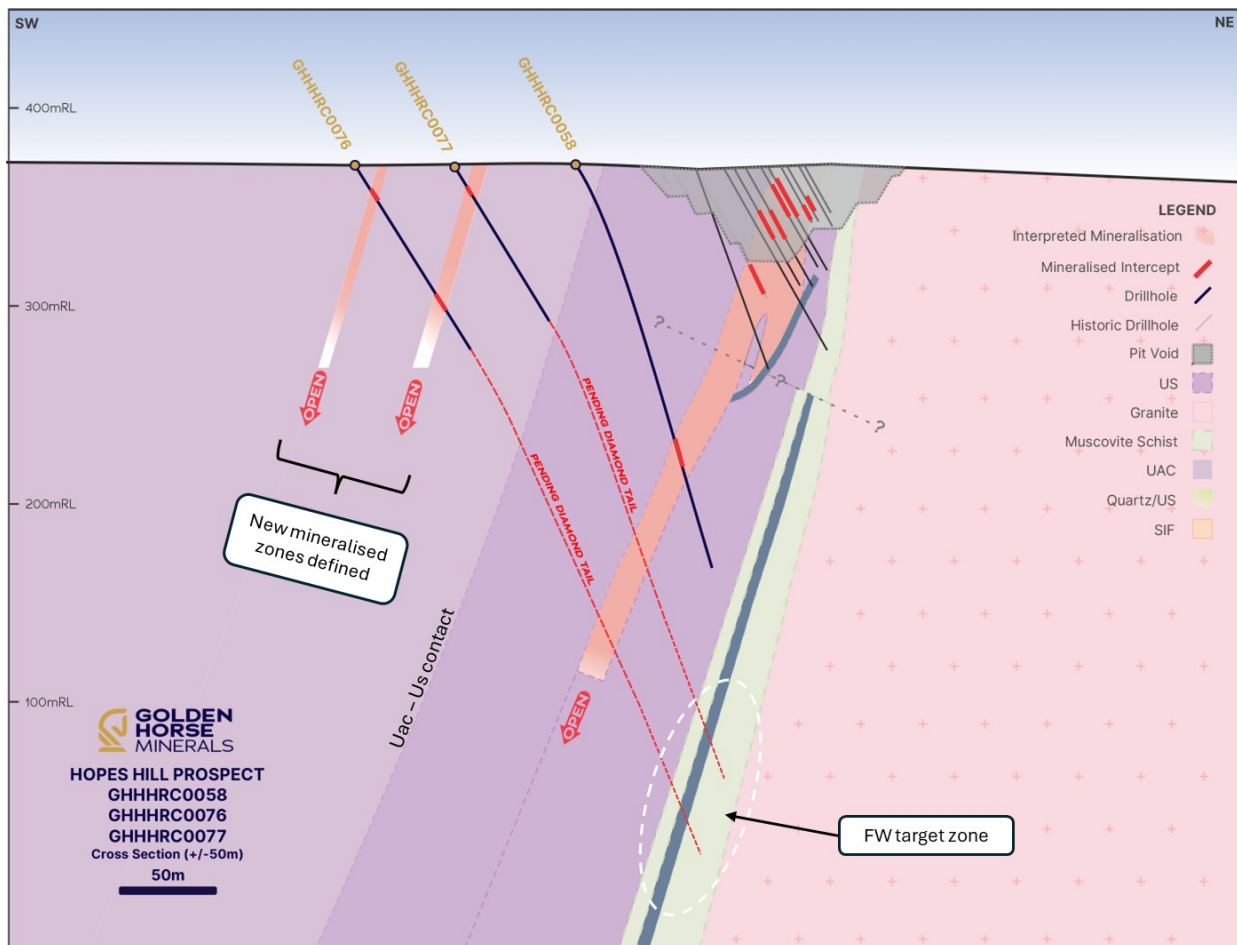 SW
NE
GHHHRC0076
GHHHRC0077
GHHHRC0058
400mRL
300mRL
200mRL
100mRL
LEGEND
Interpreted Mineralisation
Mineralised Intercept
Drillhole
Historic Drillhole
Pit Void
US
Granite
Muscovite Schist
UAC
Quartz/US
SIF
?
?
?
OPEN
OPEN
OPEN
PENDING DIAMOND TAIL
PENDING DIAMOND TAIL
New mineralised
zones defined
Uac – Us contact
FW target zone
GOLDEN
HORSE
MINERALS
HOPES HILL PROSPECT
GHHHRC0058
GHHHRC0076
GHHHRC0077
Cross Section (+/-50m)
50m